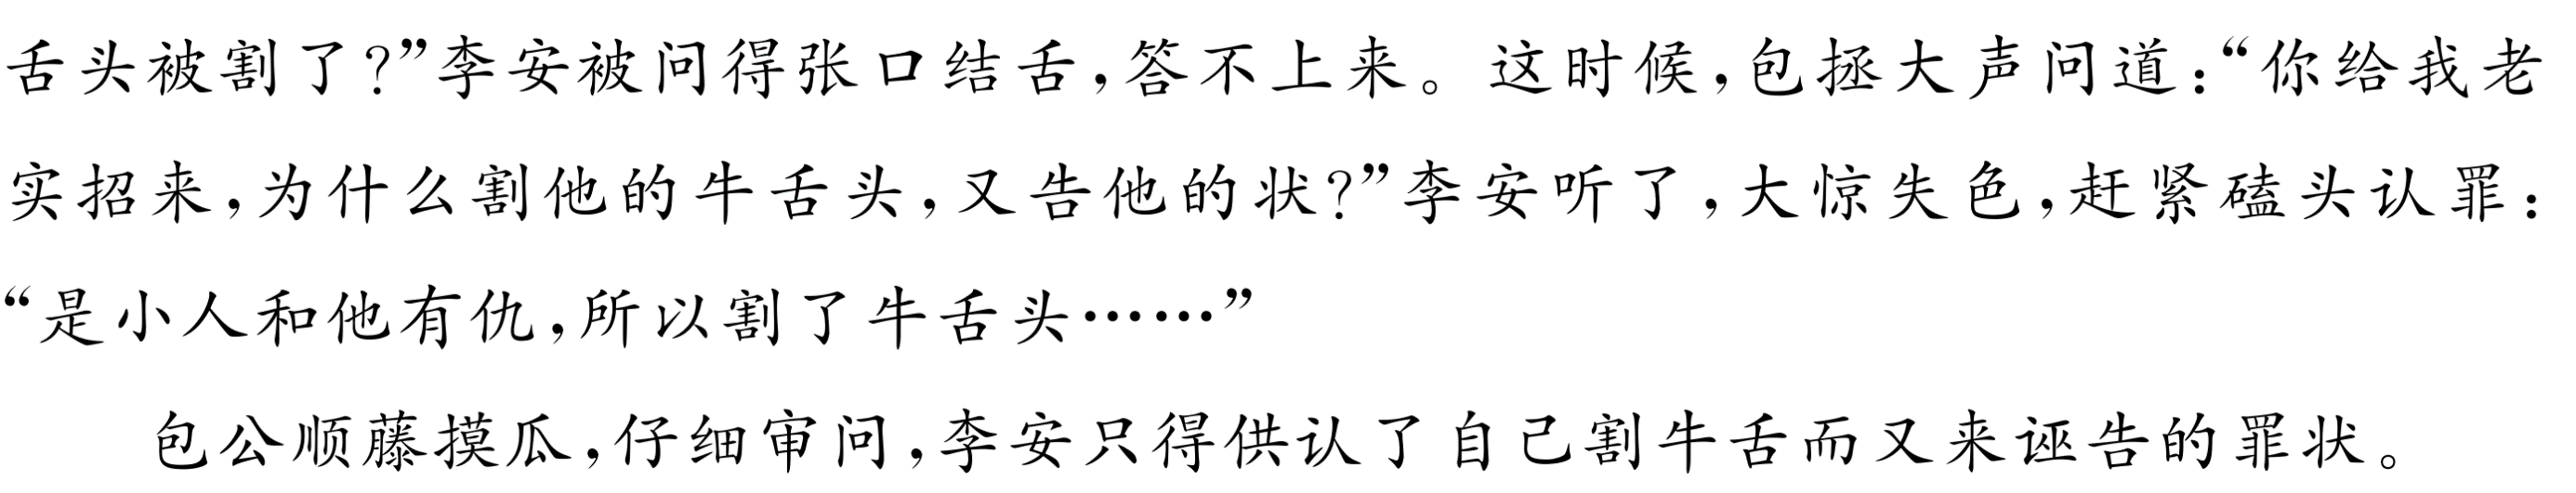 舌头被割了?”李安被问得张口结舌,答不上来。这时候,包拯大声问道:“你给我老
实招来,为什么割他的牛舌头,又告他的状?”李安听了,大惊失色,赶紧磕头认罪:
“是小人和他有仇,所以割了牛舌头……”
包公顺藤摸瓜,仔细审问,李安只得供认了自己割牛舌而又来诬告的罪状。